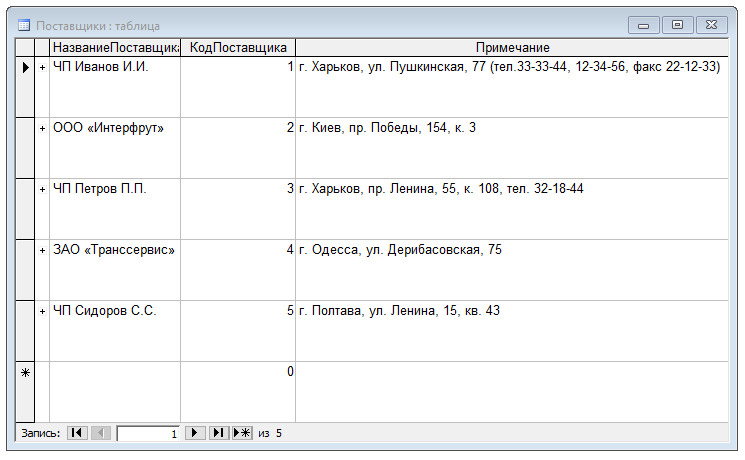 Поставщики : таблица
НазваниеПоставщика КодПоставщика Примечание
+ ЧП Иванов И.И. 1 г. Харьков, ул. Пушкинская, 77 (тел.33-33-44, 12-34-56, факс 22-12-33)
+ ООО «Интерфрут» 2 г. Киев, пр. Победы, 154, к. 3
+ ЧП Петров П.П. 3 г. Харьков, пр. Ленина, 55, к. 108, тел. 32-18-44
+ ЗАО «Транссервис» 4 г. Одесса, ул. Дерибасовская, 75
+ ЧП Сидоров С.С. 5 г. Полтава, ул. Ленина, 15, кв. 43
0
Запись: 1 из 5